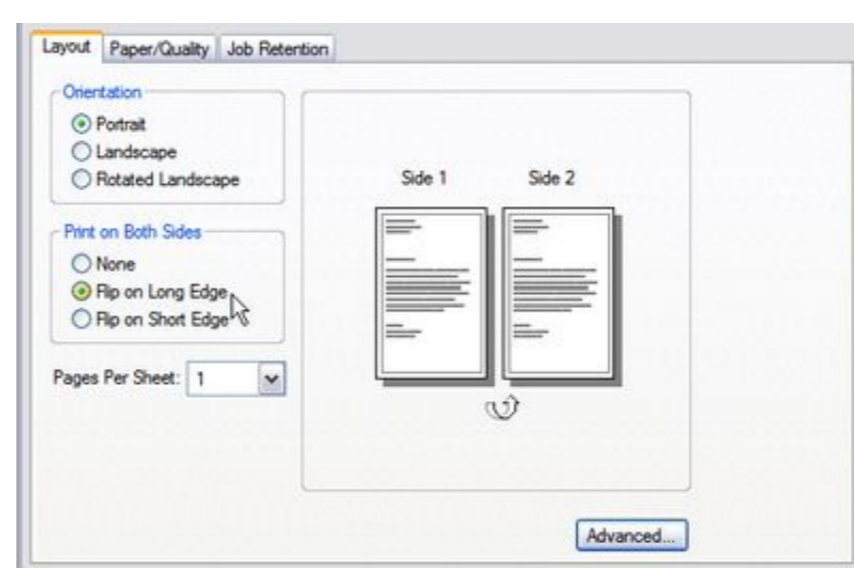 Layout Paper/Quality Job Retention
Orientation
Portrait
Landscape
Rotated Landscape
Print on Both Sides
None
Flip on Long Edge
Flip on Short Edge
Pages Per Sheet: 1
Side 1 Side 2
Advanced...